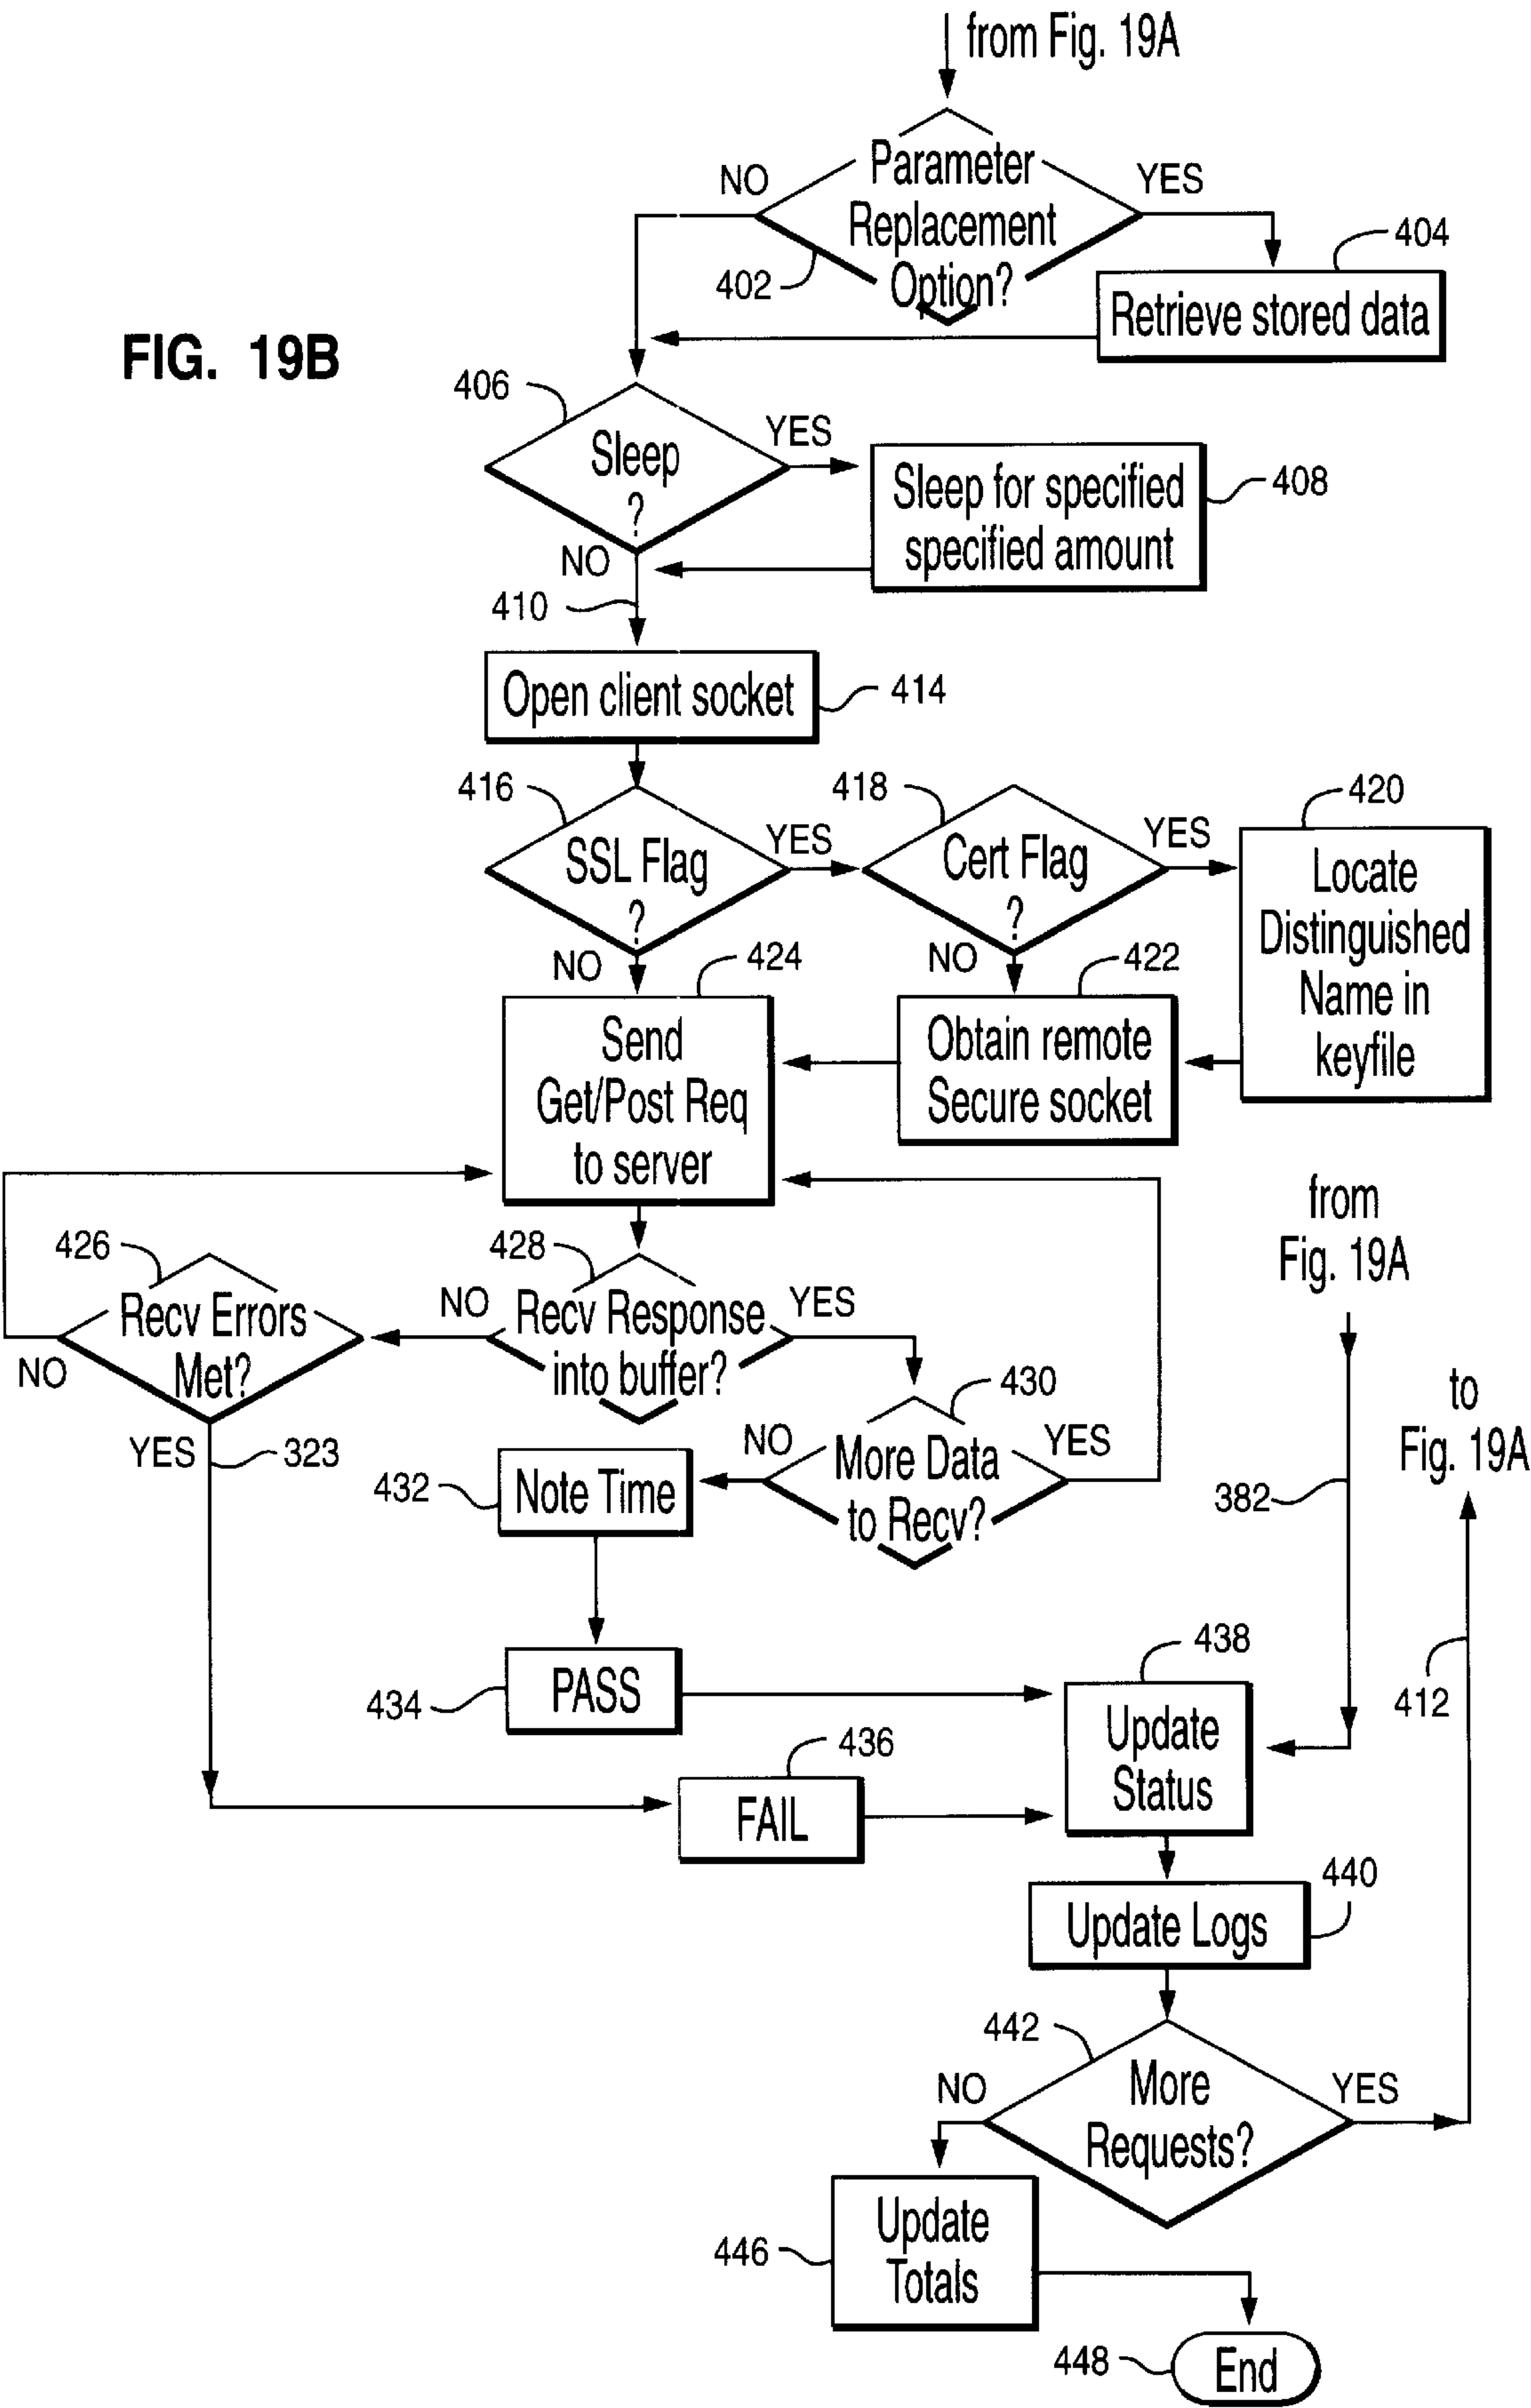 from Fig. 19A
Parameter
Replacement
Option?
NO
YES
402
404
Retrieve stored data
FIG. 19B
406
Sleep
?
YES
NO
Sleep for specified
specified amount
408
410
Open client socket
414
416
SSL Flag
?
YES
NO
418
Cert Flag
?
YES
NO
420
Locate
Distinguished
Name in
keyfile
424
Send
Get/Post Req
to server
422
Obtain remote
Secure socket
from
Fig. 19A
426
Recv Errors
Met?
NO
YES
323
428
Recv Response
into buffer?
NO
YES
430
More Data
to Recv?
NO
YES
432
Note Time
382
to
Fig. 19A
434
PASS
436
FAIL
438
Update
Status
412
440
Update Logs
442
More
Requests?
NO
YES
446
Update
Totals
448
End